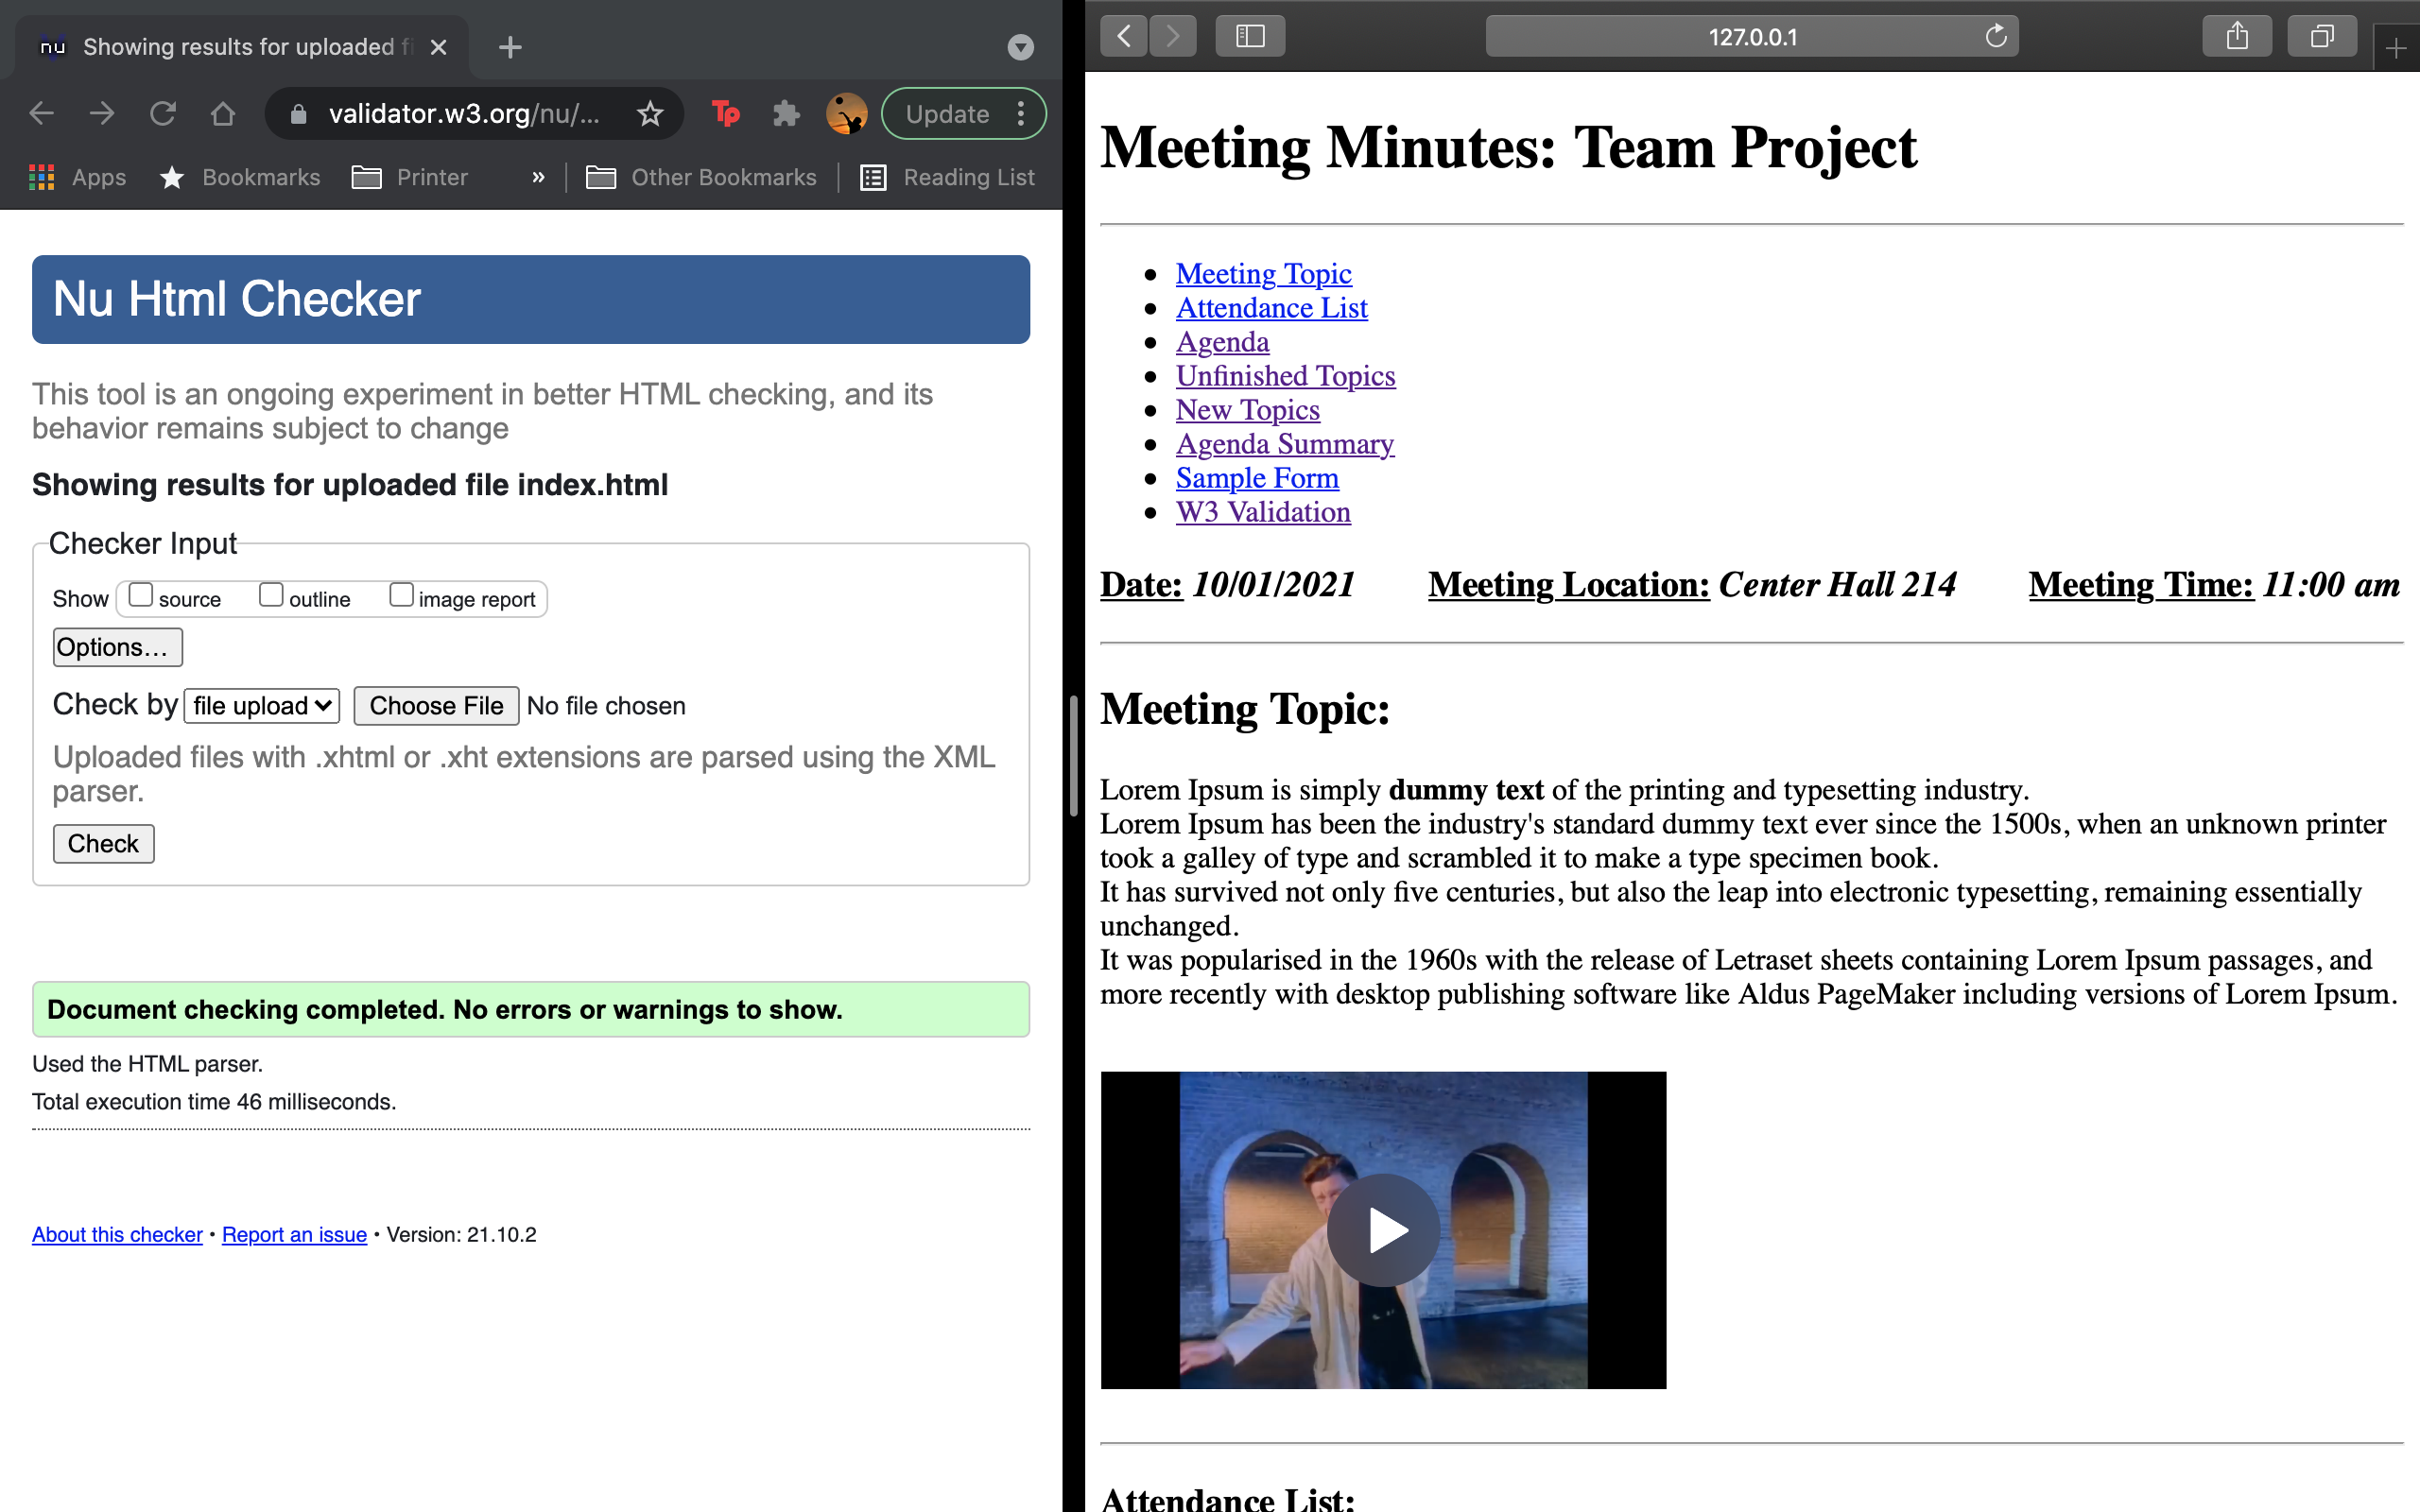 nu Showing results for uploaded fi
validator.w3.org/nu/...
Tp
Update
Apps
Bookmarks
Printer
»
Other Bookmarks
Reading List
Nu Html Checker
This tool is an ongoing experiment in better HTML checking, and its
behavior remains subject to change
Showing results for uploaded file index.html
Checker Input
Show source outline image report
Options...
Check by file upload Choose File No file chosen
Uploaded files with .xhtml or .xht extensions are parsed using the XML
parser.
Check
Document checking completed. No errors or warnings to show.
Used the HTML parser.
Total execution time 46 milliseconds.
About this checker • Report an issue • Version: 21.10.2
127.0.0.1
Meeting Minutes: Team Project
• Meeting Topic
• Attendance List
• Agenda
• Unfinished Topics
• New Topics
• Agenda Summary
• Sample Form
• W3 Validation
Date: 10/01/2021 Meeting Location: Center Hall 214 Meeting Time: 11:00 am
Meeting Topic:
Lorem Ipsum is simply dummy text of the printing and typesetting industry.
Lorem Ipsum has been the industry's standard dummy text ever since the 1500s, when an unknown printer
took a galley of type and scrambled it to make a type specimen book.
It has survived not only five centuries, but also the leap into electronic typesetting, remaining essentially
unchanged.
It was popularised in the 1960s with the release of Letraset sheets containing Lorem Ipsum passages, and
more recently with desktop publishing software like Aldus PageMaker including versions of Lorem Ipsum.
Attendance List: